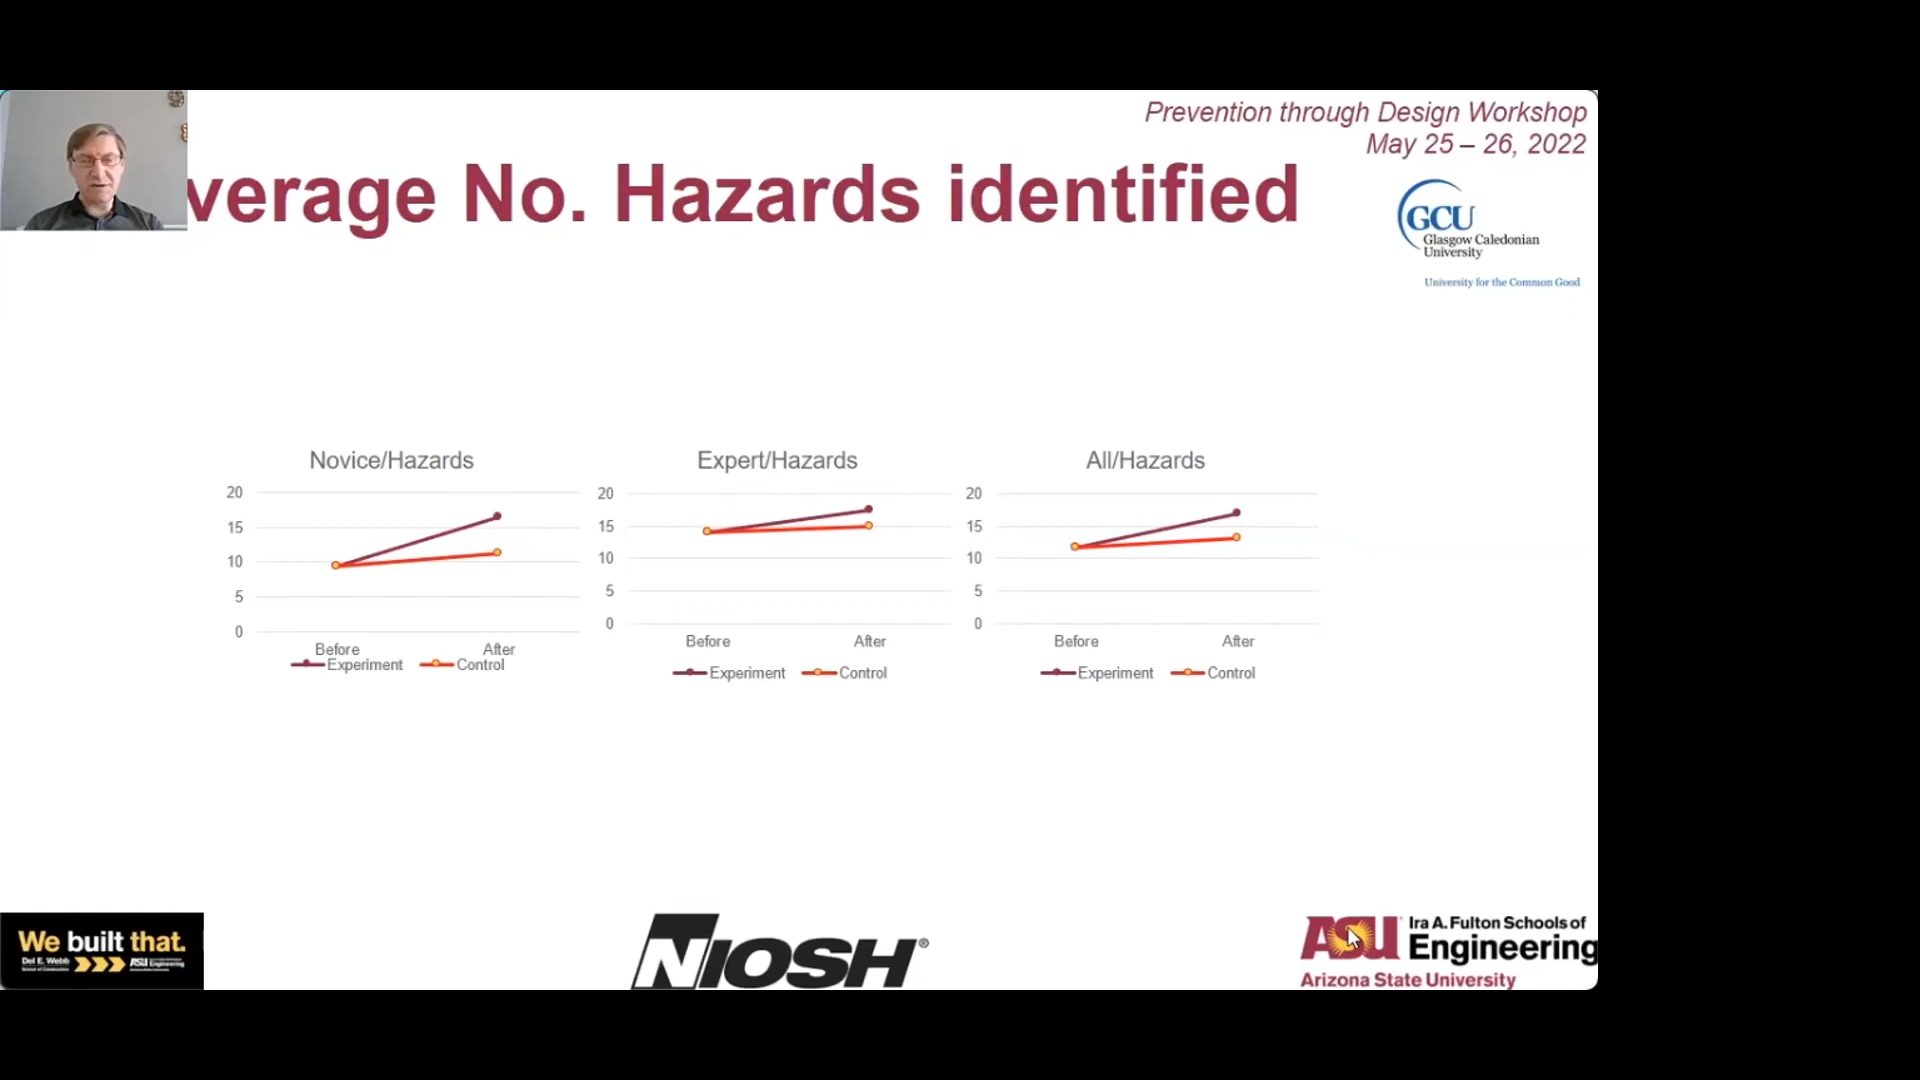 Prevention through Design Workshop
May 25 – 26, 2022
verage No. Hazards identified
GCU
Glasgow Caledonian
University
University for the Common Good
Novice/Hazards
20
15
10
5
0
Before After
Experiment Control
Expert/Hazards
20
15
10
5
0
Before After
Experiment Control
All/Hazards
20
15
10
5
0
Before After
Experiment Control
We built that.
Del E. Webb
School of Construction
ASU Engineering
NIOSH®
ASU
Ira A. Fulton Schools of
Engineering
Arizona State University